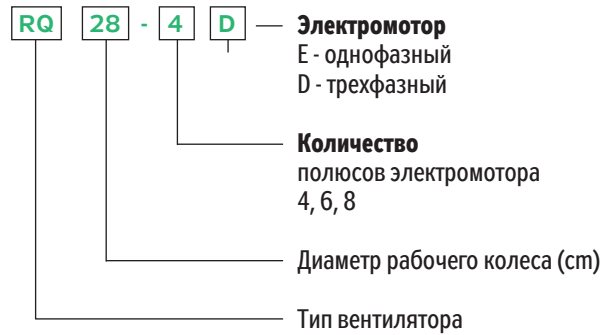 RQ 28 - 4 D
Электромотор
E - однофазный
D - трехфазный
Количество
полюсов электромотора
4, 6, 8
Диаметр рабочего колеса (cm)
Тип вентилятора